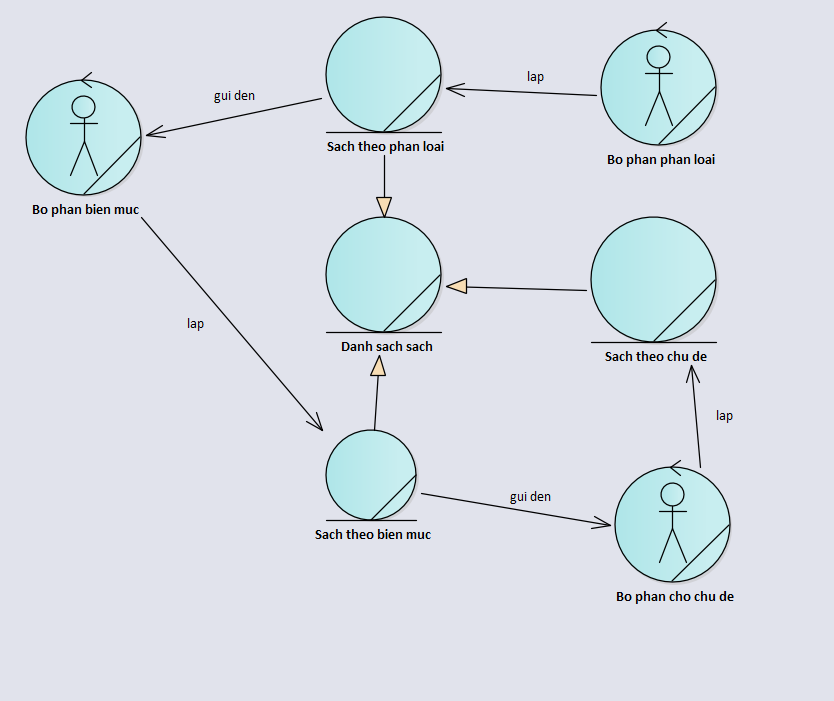 lap
gui den
Sach theo phan loai
Bo phan phan loai
Bo phan bien muc
lap
Danh sach sach
Sach theo chu de
lap
gui den
Sach theo bien muc
Bo phan cho chu de